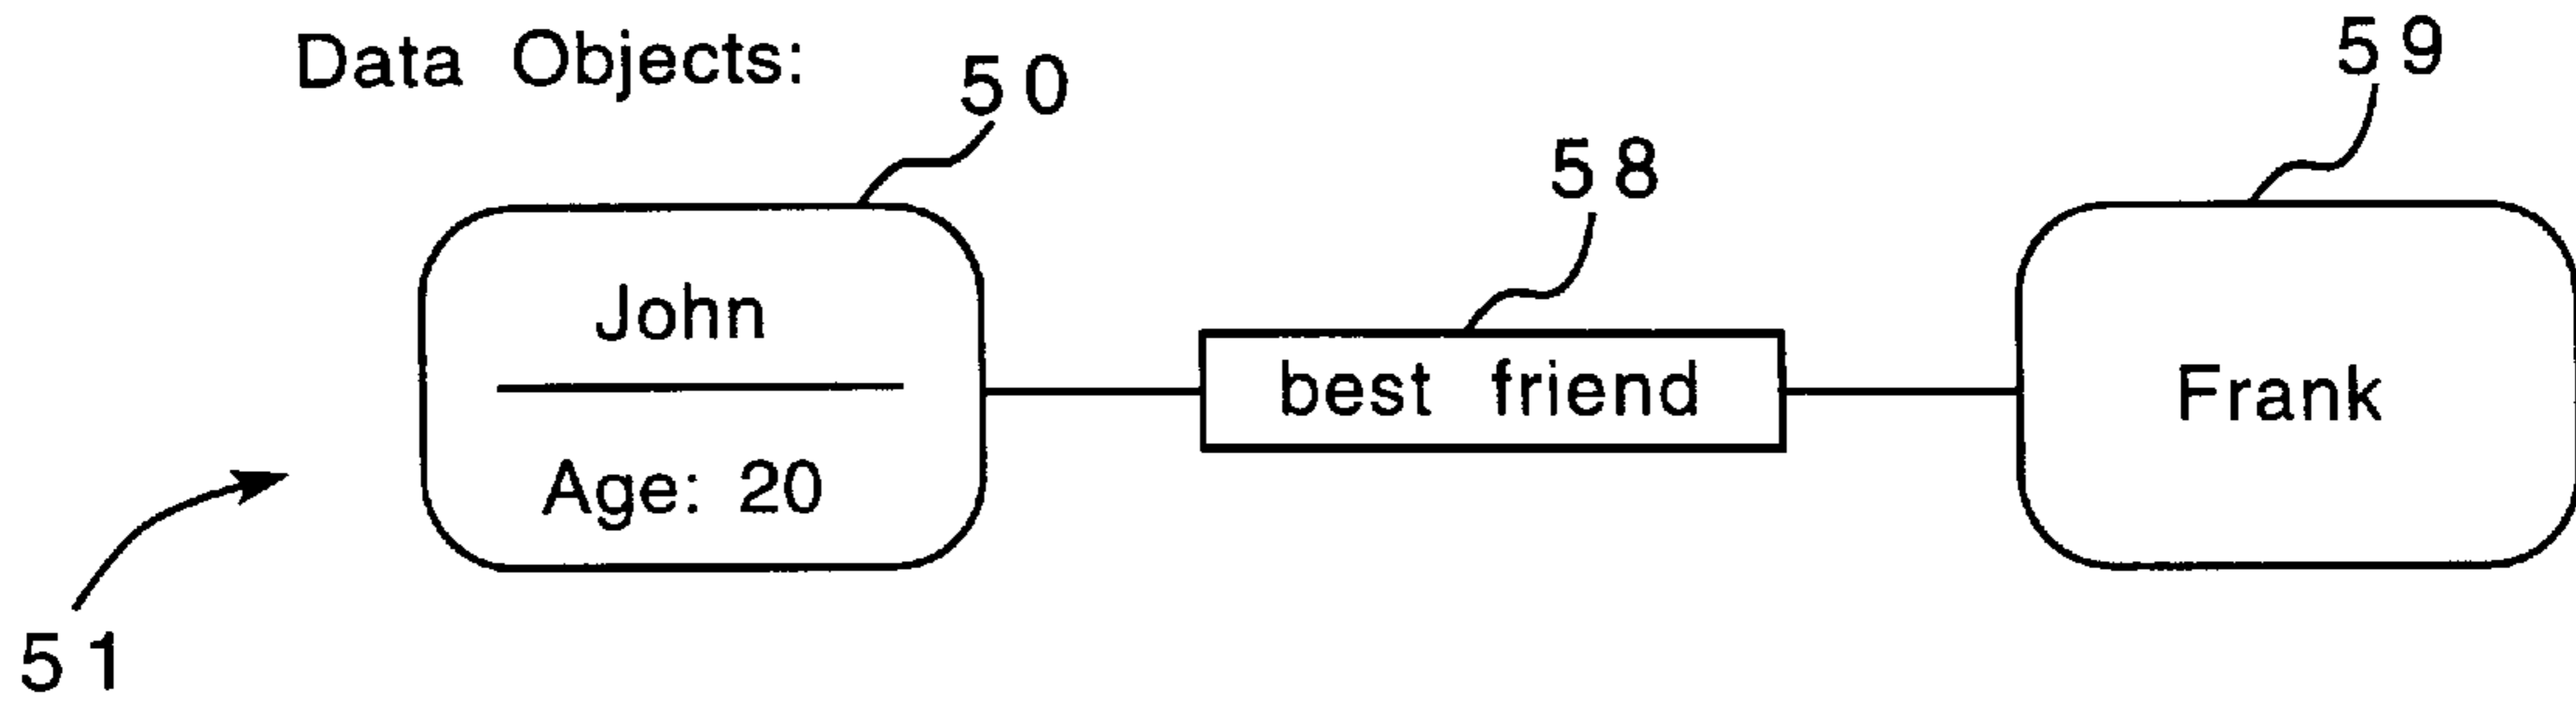 Data Objects:
50
59
58
John
Age: 20
best friend
Frank
51